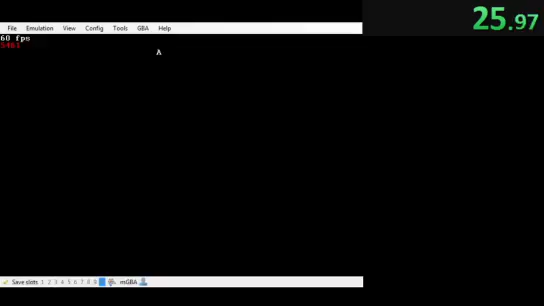 25.97
File Emulation View Config Tools GBA Help
60 fps
A
Save slots 1 2 3 4 5 6 7 8 9 mGBA